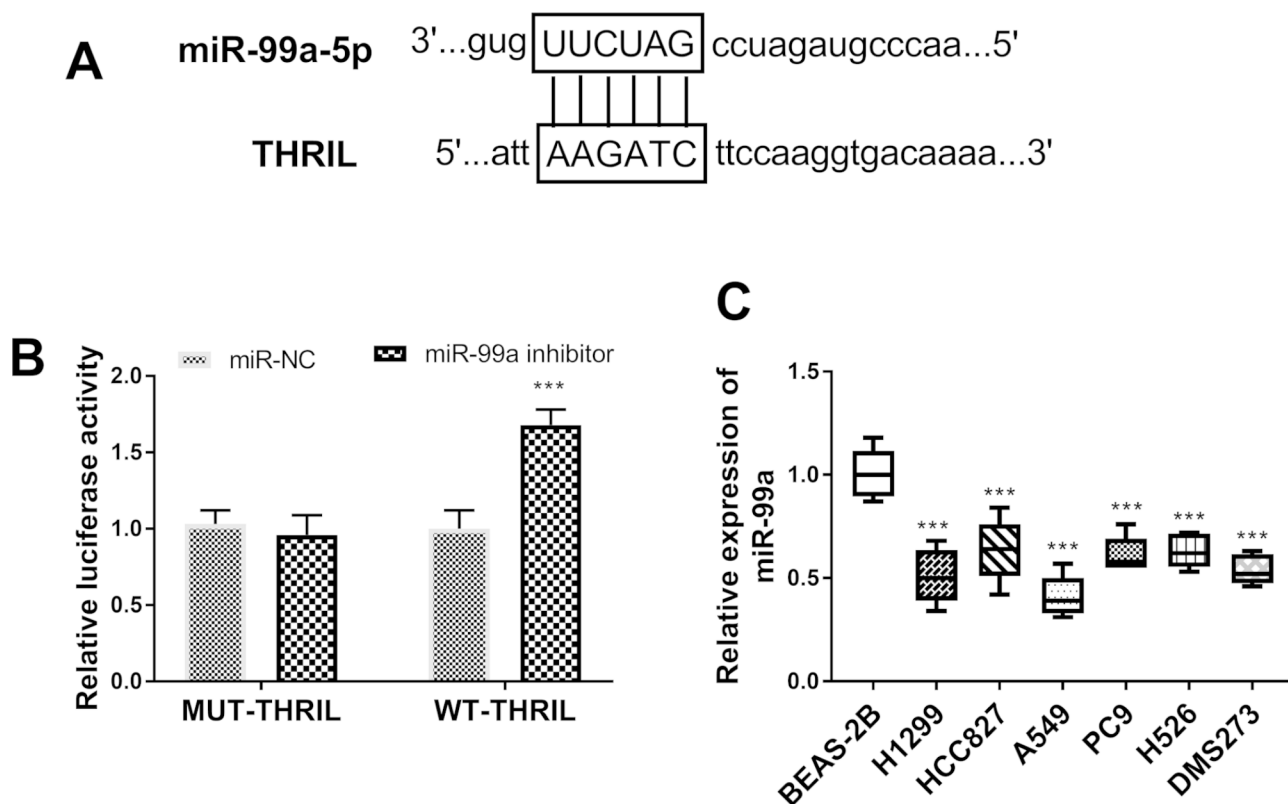 A
miR-99a-5p 3'...gug UUCUAG ccuagaugcccaa...5'
THRIL 5'...att AAGATC ttccaaggtgacaaaa...3'
B
miR-NC miR-99a inhibitor
Relative luciferase activity
2.0
1.5
1.0
0.5
0.0
***
MUT-THRIL WT-THRIL
C
Relative expression of
miR-99a
1.5
1.0
0.5
0.0
*** *** *** *** *** ***
BEAS-2B H1299 HCC827 A549 PC9 H526 DMS273